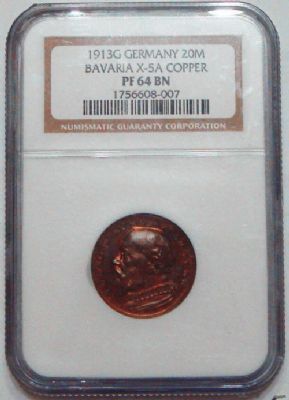 1913G GERMANY 20M
BAVARIA X-5A COPPER
PF 64 BN
1756608-007
NUMISMATIC GUARANTY CORPORATION